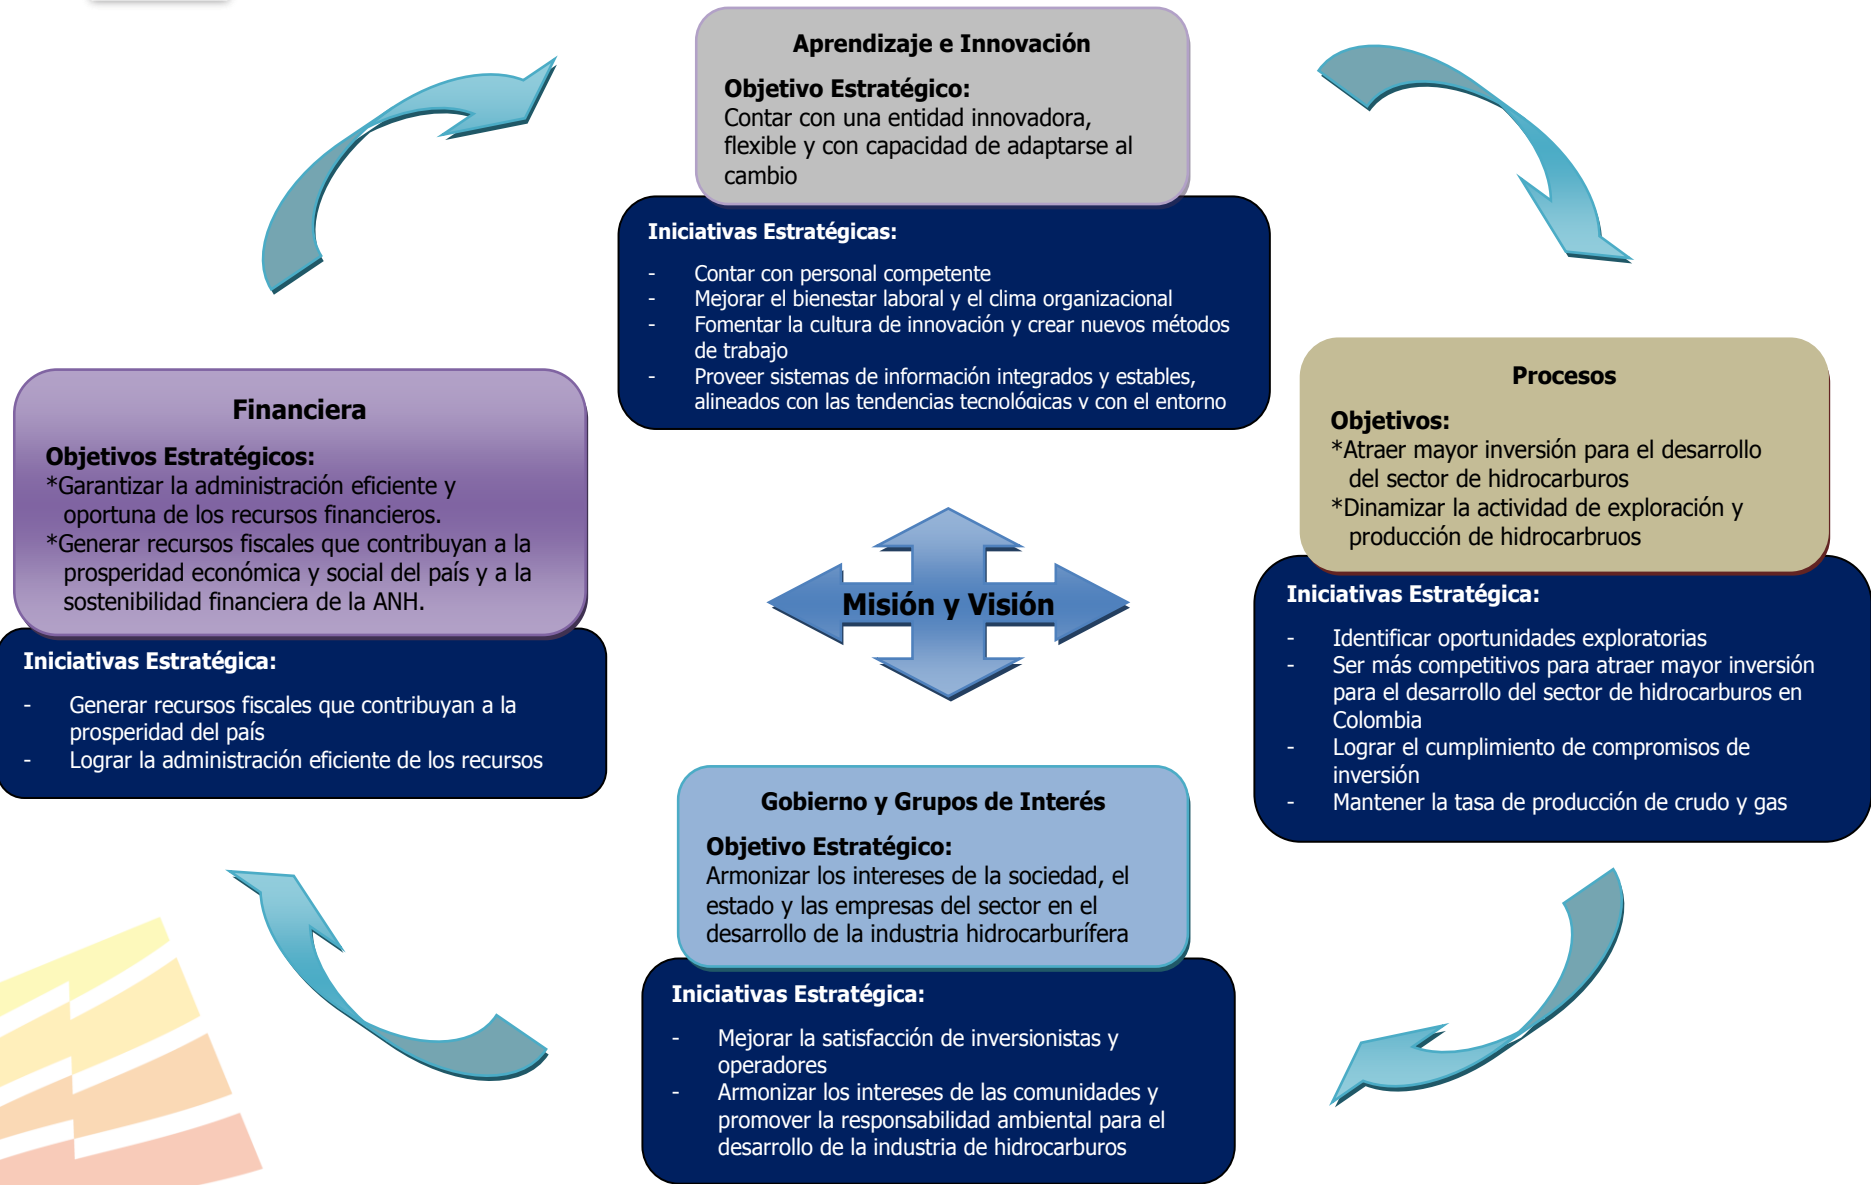 Aprendizaje e Innovación
Objetivo Estratégico:
Contar con una entidad innovadora,
flexible y con capacidad de adaptarse al
cambio
Iniciativas Estratégicas:
- Contar con personal competente
- Mejorar el bienestar laboral y el clima organizacional
- Fomentar la cultura de innovación y crear nuevos métodos
de trabajo
- Proveer sistemas de información integrados y estables,
alineados con las tendencias tecnológicas y con el entorno
Procesos
Objetivos:
*Atraer mayor inversión para el desarrollo
del sector de hidrocarburos
*Dinamizar la actividad de exploración y
producción de hidrocarbruos
Iniciativas Estratégica:
- Identificar oportunidades exploratorias
- Ser más competitivos para atraer mayor inversión
para el desarrollo del sector de hidrocarburos en
Colombia
- Lograr el cumplimiento de compromisos de
inversión
- Mantener la tasa de producción de crudo y gas
Financiera
Objetivos Estratégicos:
*Garantizar la administración eficiente y
oportuna de los recursos financieros.
*Generar recursos fiscales que contribuyan a la
prosperidad económica y social del país y a la
sostenibilidad financiera de la ANH.
Iniciativas Estratégica:
- Generar recursos fiscales que contribuyan a la
prosperidad del país
- Lograr la administración eficiente de los recursos
Misión y Visión
Gobierno y Grupos de Interés
Objetivo Estratégico:
Armonizar los intereses de la sociedad, el
estado y las empresas del sector en el
desarrollo de la industria hidrocarburífera
Iniciativas Estratégica:
- Mejorar la satisfacción de inversionistas y
operadores
- Armonizar los intereses de las comunidades y
promover la responsabilidad ambiental para el
desarrollo de la industria de hidrocarburos